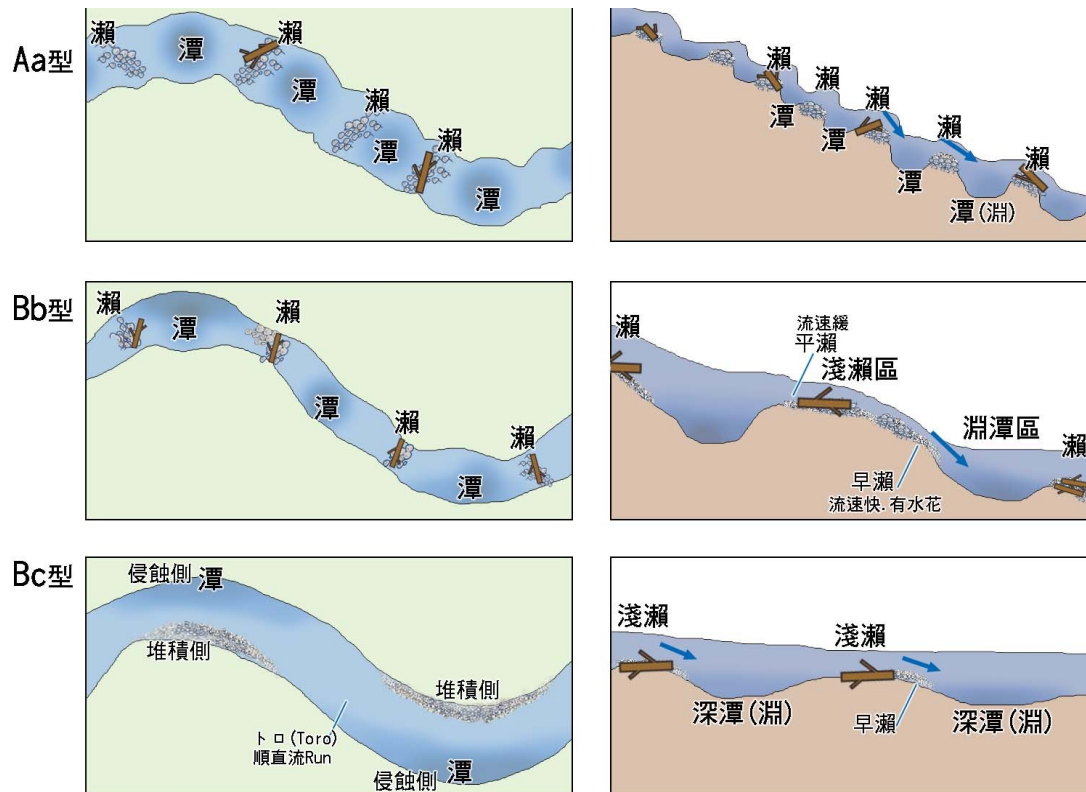 Aa型
瀨
潭
瀨
潭
瀨
潭
瀨
潭
瀨
瀨
瀨
瀨
瀨
潭
潭
潭
潭(淵)
Bb型
瀨
潭
瀨
潭
瀨
潭
瀨
瀨
流速緩
平瀨
淺瀨區
淵潭區
瀨
早瀨
流速快.有水花
Bc型
侵蝕側
潭
堆積側
堆積側
トロ(Toro)
順直流Run
侵蝕側
潭
淺瀨
淺瀨
深潭(淵)
早瀨
深潭(淵)